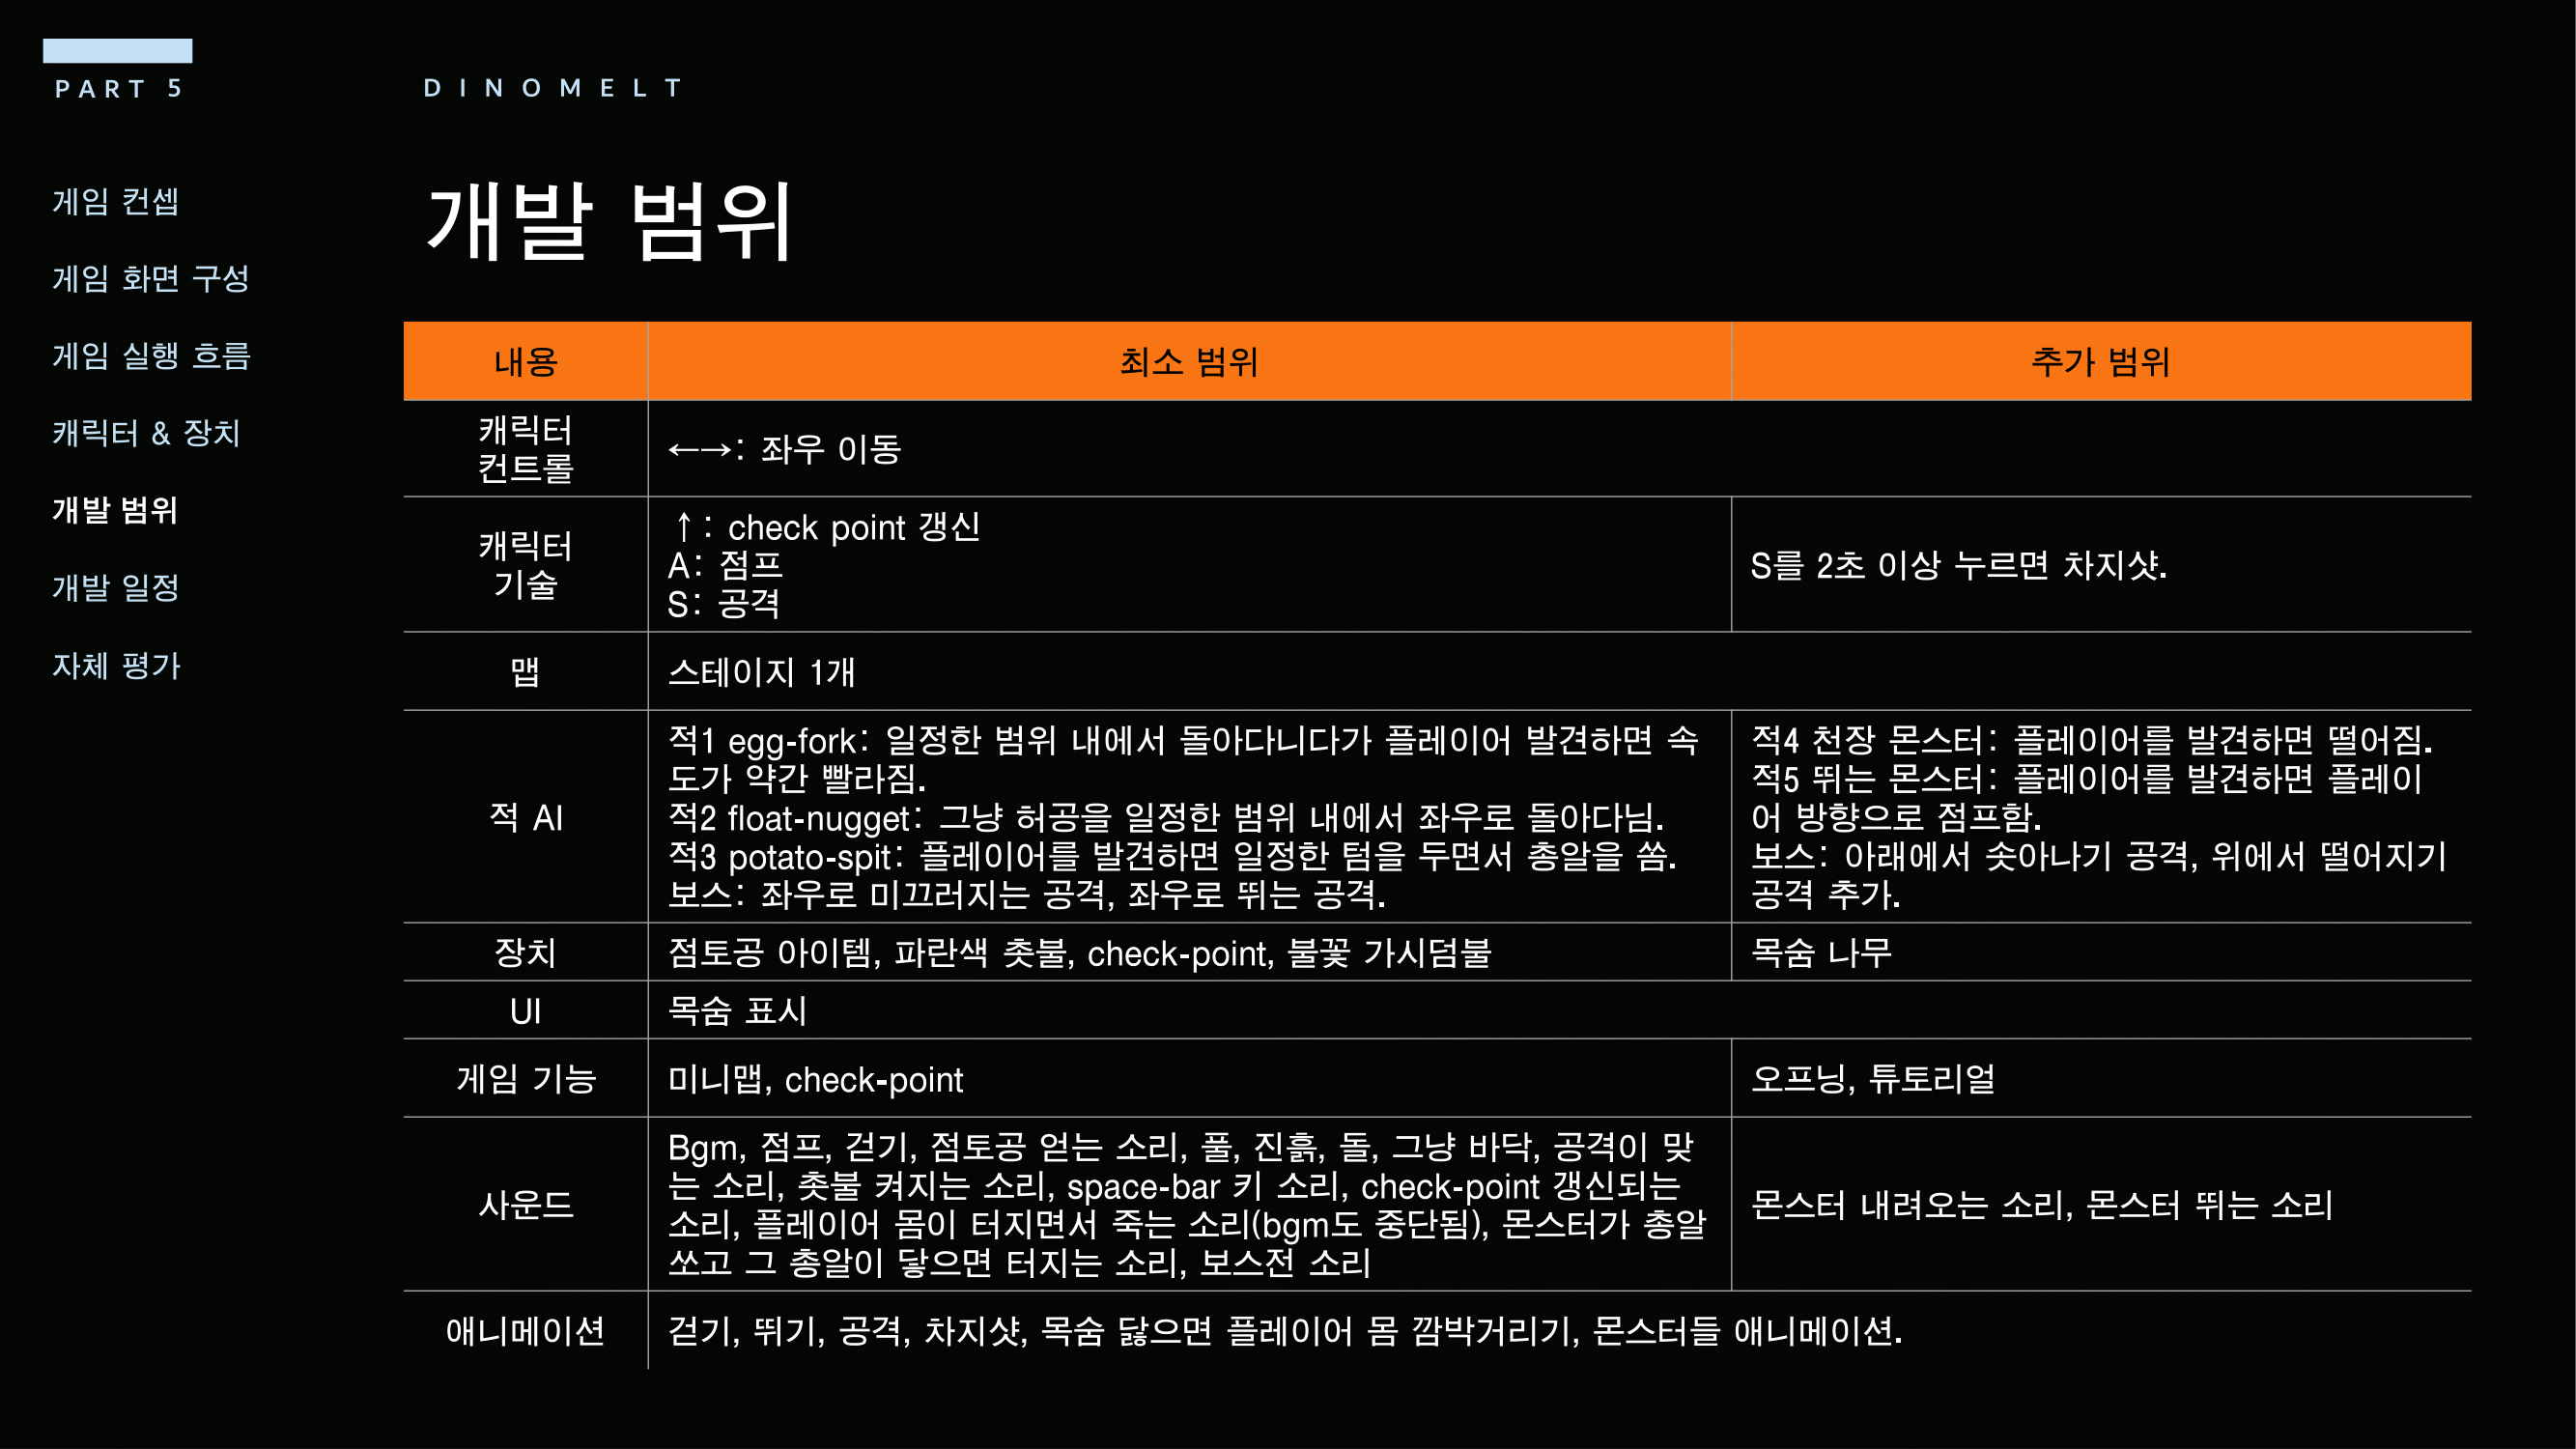 PART 5
DINOMELT
게임 컨셉
게임 화면 구성
게임 실행 흐름
캐릭터 & 장치
개발 범위
개발 일정
자체 평가
개발 범위
내용
최소 범위
추가 범위
캐릭터
컨트롤
←→: 좌우 이동
캐릭터
기술
↑: check point 갱신
A: 점프
S: 공격
S를 2초 이상 누르면 차지샷.
맵
스테이지 1개
적 AI
적1 egg-fork: 일정한 범위 내에서 돌아다니다가 플레이어 발견하면 속
도가 약간 빨라짐.
적2 float-nugget: 그냥 허공을 일정한 범위 내에서 좌우로 돌아다님.
적3 potato-spit: 플레이어를 발견하면 일정한 텀을 두면서 총알을 쏨.
보스: 좌우로 미끄러지는 공격, 좌우로 뛰는 공격.
적4 천장 몬스터: 플레이어를 발견하면 떨어짐.
적5 뛰는 몬스터: 플레이어를 발견하면 플레이
어 방향으로 점프함.
보스: 아래에서 솟아나기 공격, 위에서 떨어지기
공격 추가.
장치
점토공 아이템, 파란색 촛불, check-point, 불꽃 가시덤불
목숨 나무
UI
목숨 표시
게임 기능
미니맵, check-point
오프닝, 튜토리얼
사운드
Bgm, 점프, 걷기, 점토공 얻는 소리, 풀, 진흙, 돌, 그냥 바닥, 공격이 맞
는 소리, 촛불 켜지는 소리, space-bar 키 소리, check-point 갱신되는
소리, 플레이어 몸이 터지면서 죽는 소리(bgm도 중단됨), 몬스터가 총알
쏘고 그 총알이 닿으면 터지는 소리, 보스전 소리
몬스터 내려오는 소리, 몬스터 뛰는 소리
애니메이션
걷기, 뛰기, 공격, 차지샷, 목숨 닳으면 플레이어 몸 깜박거리기, 몬스터들 애니메이션.